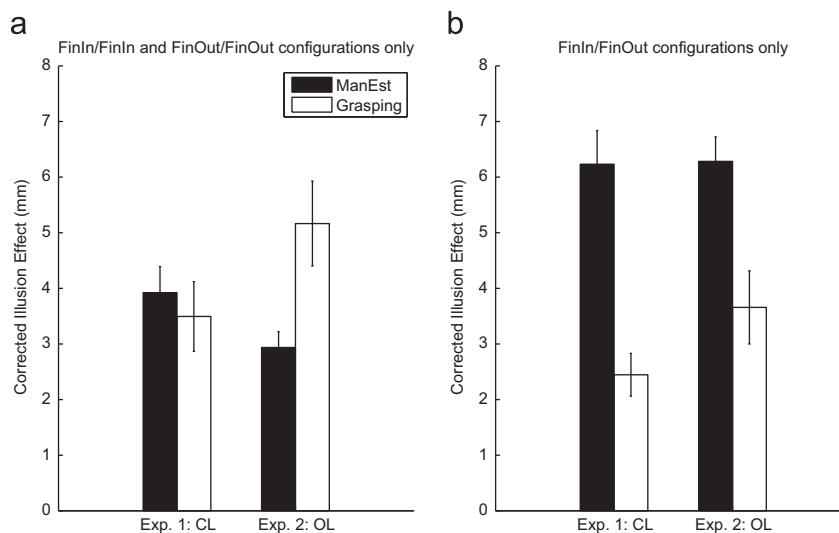 a
FinIn/FinIn and FinOut/FinOut configurations only
8
7
6
5
4
3
2
1
0
Corrected Illusion Effect (mm)
ManEst
Grasping
Exp. 1: CL
Exp. 2: OL
b
FinIn/FinOut configurations only
8
7
6
5
4
3
2
1
0
Corrected Illusion Effect (mm)
Exp. 1: CL
Exp. 2: OL